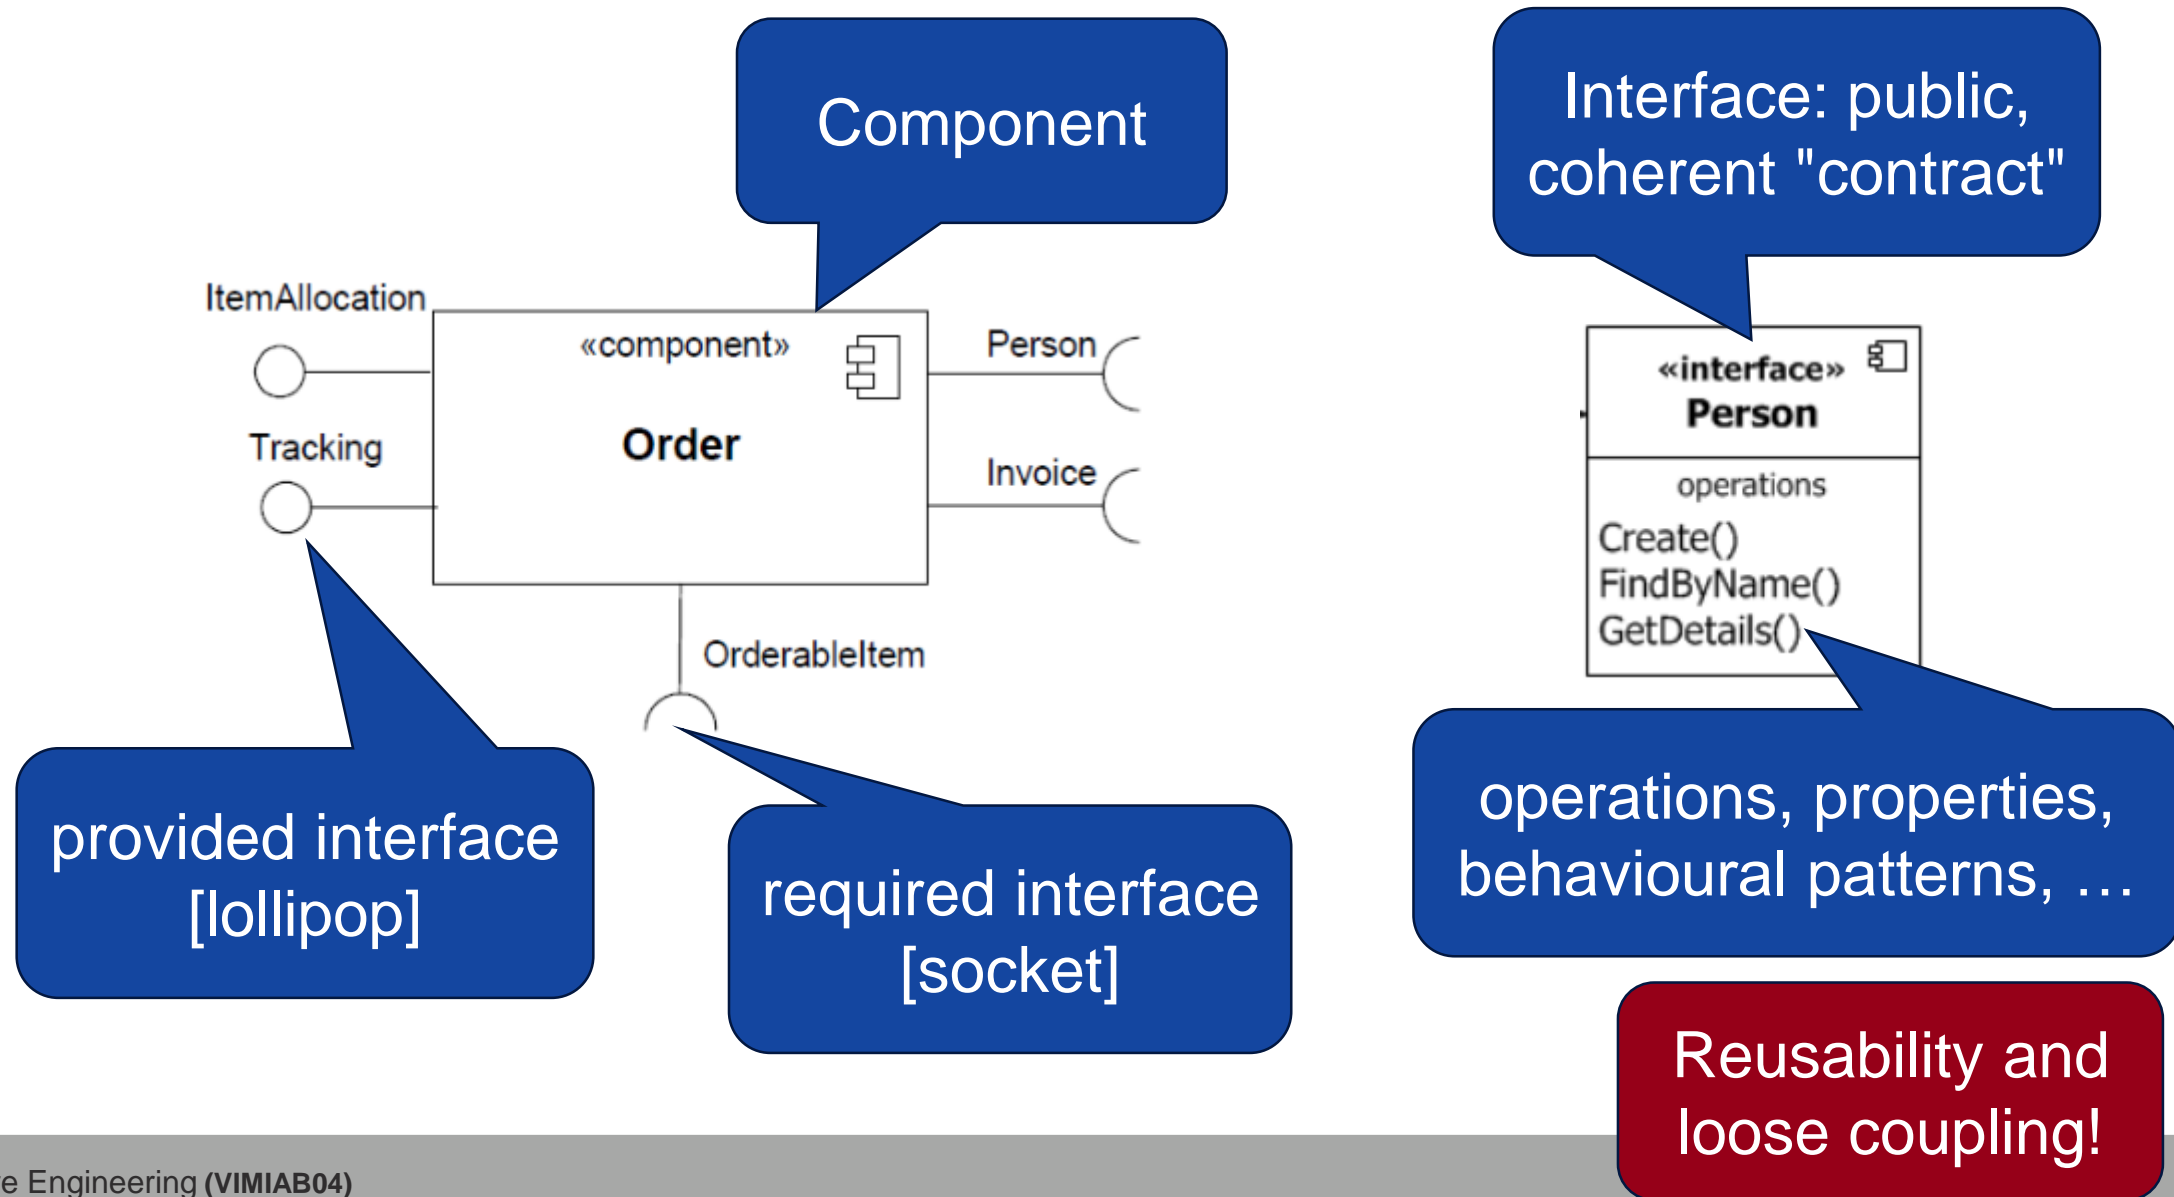 Component
Interface: public,
coherent "contract"
ItemAllocation
«component»
Person
Order
Tracking
Invoice
OrderableItem
«interface»
Person
operations
Create()
FindByName()
GetDetails()
provided interface
[lollipop]
required interface
[socket]
operations, properties,
behavioural patterns, …
Reusability and
loose coupling!
e Engineering (VIMIAB04)